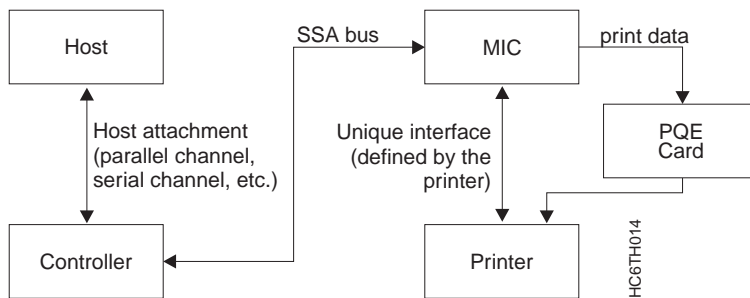 Host
SSA bus
MIC
print data
Host attachment
(parallel channel,
serial channel, etc.)
Unique interface
(defined by the
printer)
PQE
Card
Controller
Printer
HC6TH014